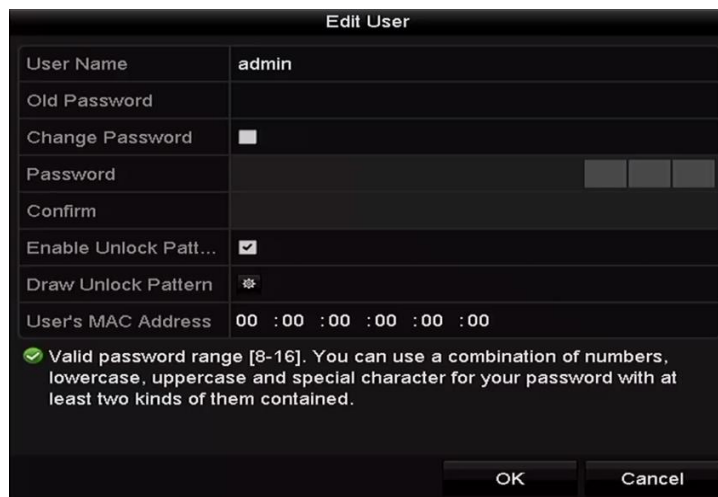 Edit User
User Name admin
Old Password
Change Password
Password
Confirm
Enable Unlock Patt...
Draw Unlock Pattern
User's MAC Address 00 :00 :00 :00 :00 :00
Valid password range [8-16]. You can use a combination of numbers,
lowercase, uppercase and special character for your password with at
least two kinds of them contained.
OK Cancel